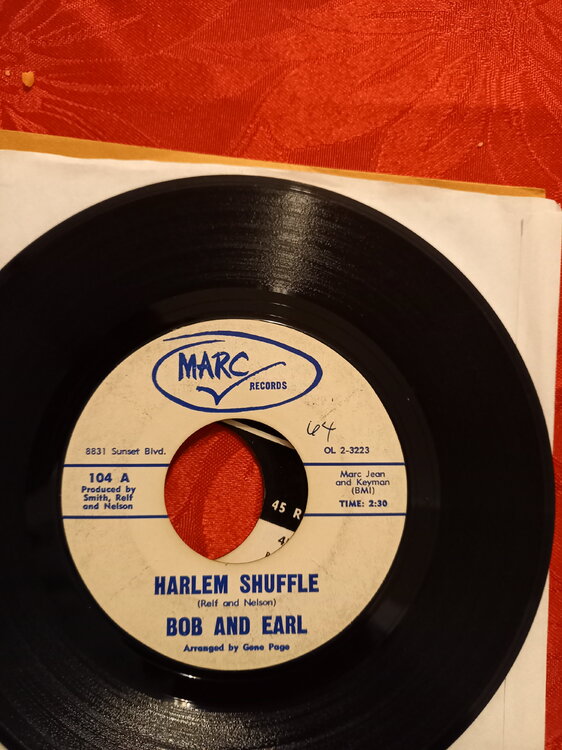 MARC
RECORDS
64
8831 Sunset Blvd.
OL 2-3223
104 A
Produced by
Smith, Relf
and Nelson
Marc Jean
and Keyman
(BMI)
TIME: 2:30
45 R
HARLEM SHUFFLE
(Relf and Nelson)
BOB AND EARL
Arranged by Gene Page